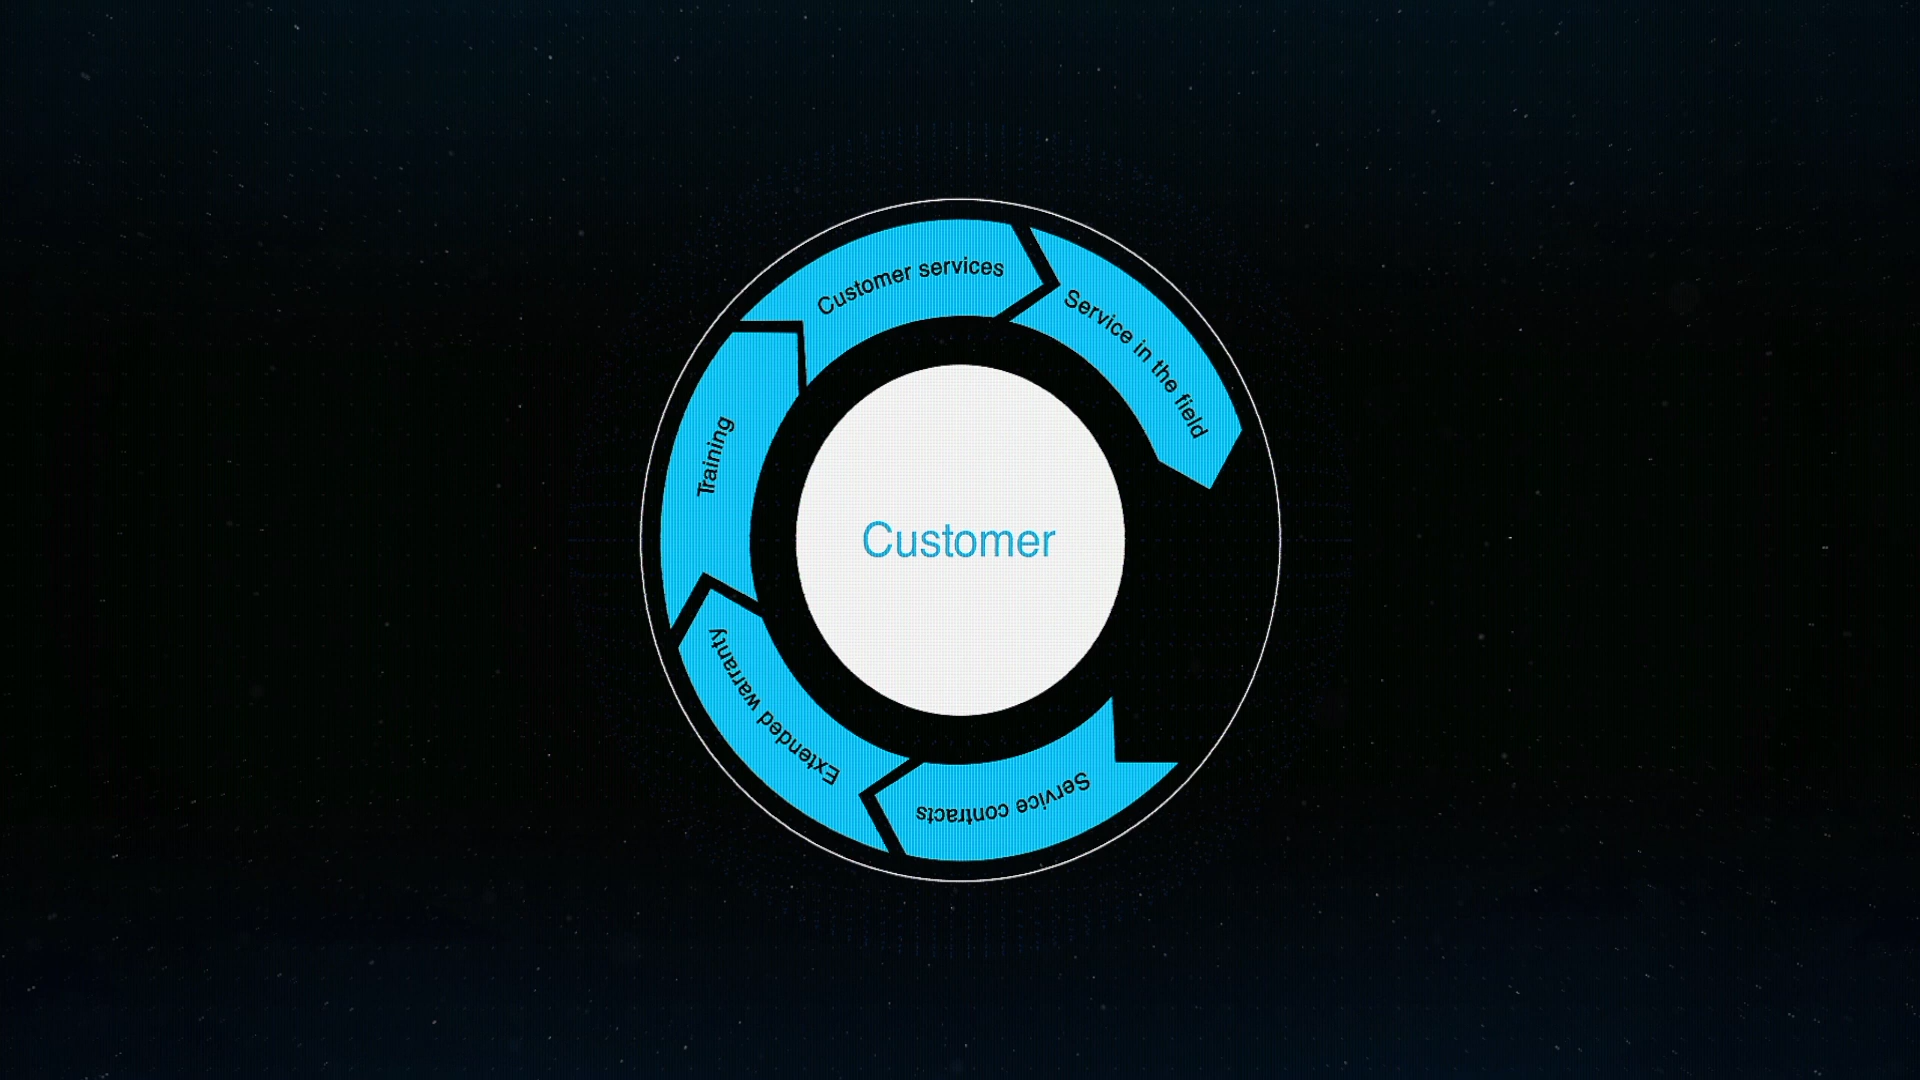 Customer services
Service in the field
Training
Customer
Extended warranty
Service contracts